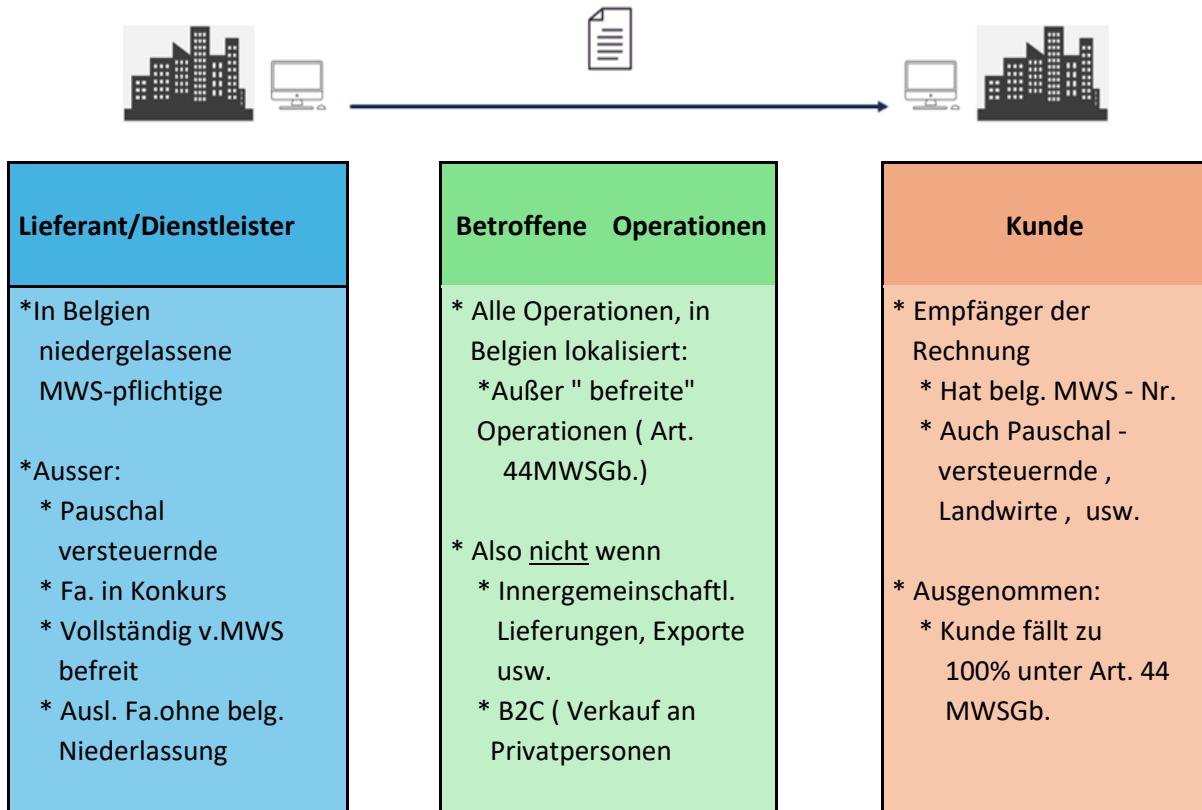 Lieferant/Dienstleister
*In Belgien
niedergelassene
MWS-pflichtige
*Ausser:
* Pauschal
versteuernde
* Fa. in Konkurs
* Vollständig v.MWS
befreit
* Ausl. Fa.ohne belg.
Niederlassung
Betroffene Operationen
* Alle Operationen, in
Belgien lokalisiert:
*Außer " befreite"
Operationen ( Art.
44MWSGb.)
* Also nicht wenn
* Innergemeinschaftl.
Lieferungen, Exporte
usw.
* B2C ( Verkauf an
Privatpersonen
Kunde
* Empfänger der
Rechnung
* Hat belg. MWS - Nr.
* Auch Pauschal -
versteuernde ,
Landwirte , usw.
* Ausgenommen:
* Kunde fällt zu
100% unter Art. 44
MWSGb.